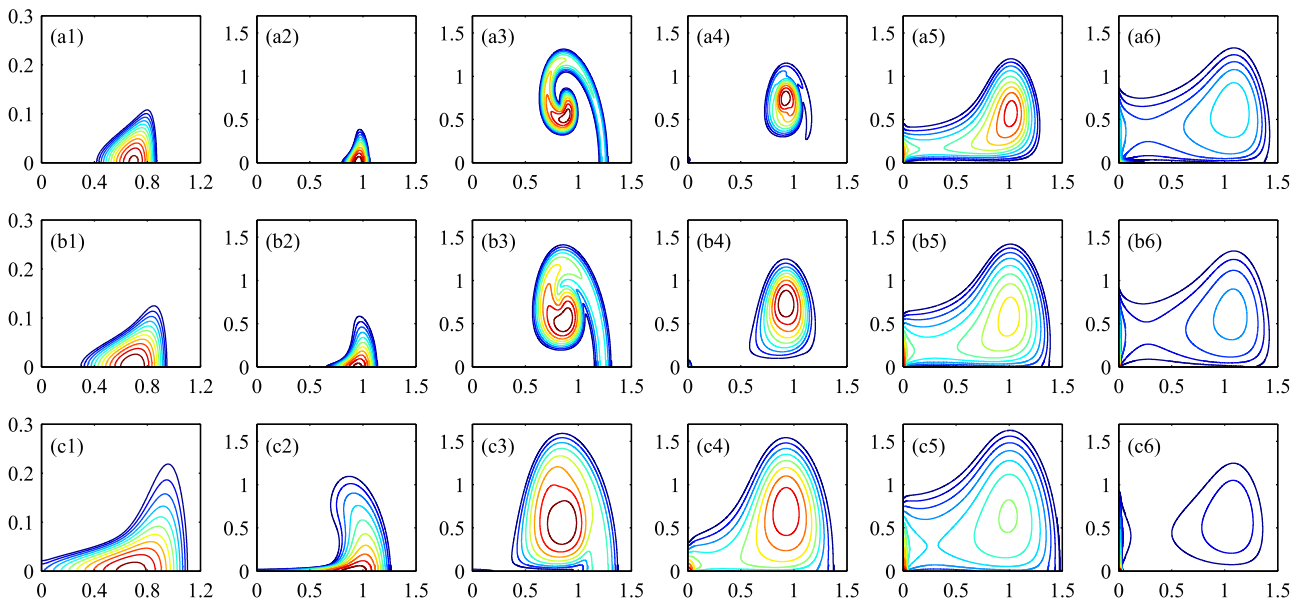 0.3 (a1) 0.2 0.1 0 0 0.4 0.8 1.2
1.5 (a2) 1 0.5 0 0 0.5 1 1.5
1.5 (a3) 1 0.5 0 0 0.5 1 1.5
1.5 (a4) 1 0.5 0 0 0.5 1 1.5
1.5 (a5) 1 0.5 0 0 0.5 1 1.5
1.5 (a6) 1 0.5 0 0 0.5 1 1.5
0.3 (b1) 0.2 0.1 0 0 0.4 0.8 1.2
1.5 (b2) 1 0.5 0 0 0.5 1 1.5
1.5 (b3) 1 0.5 0 0 0.5 1 1.5
1.5 (b4) 1 0.5 0 0 0.5 1 1.5
1.5 (b5) 1 0.5 0 0 0.5 1 1.5
1.5 (b6) 1 0.5 0 0 0.5 1 1.5
0.3 (c1) 0.2 0.1 0 0 0.4 0.8 1.2
1.5 (c2) 1 0.5 0 0 0.5 1 1.5
1.5 (c3) 1 0.5 0 0 0.5 1 1.5
1.5 (c4) 1 0.5 0 0 0.5 1 1.5
1.5 (c5) 1 0.5 0 0 0.5 1 1.5
1.5 (c6) 1 0.5 0 0 0.5 1 1.5